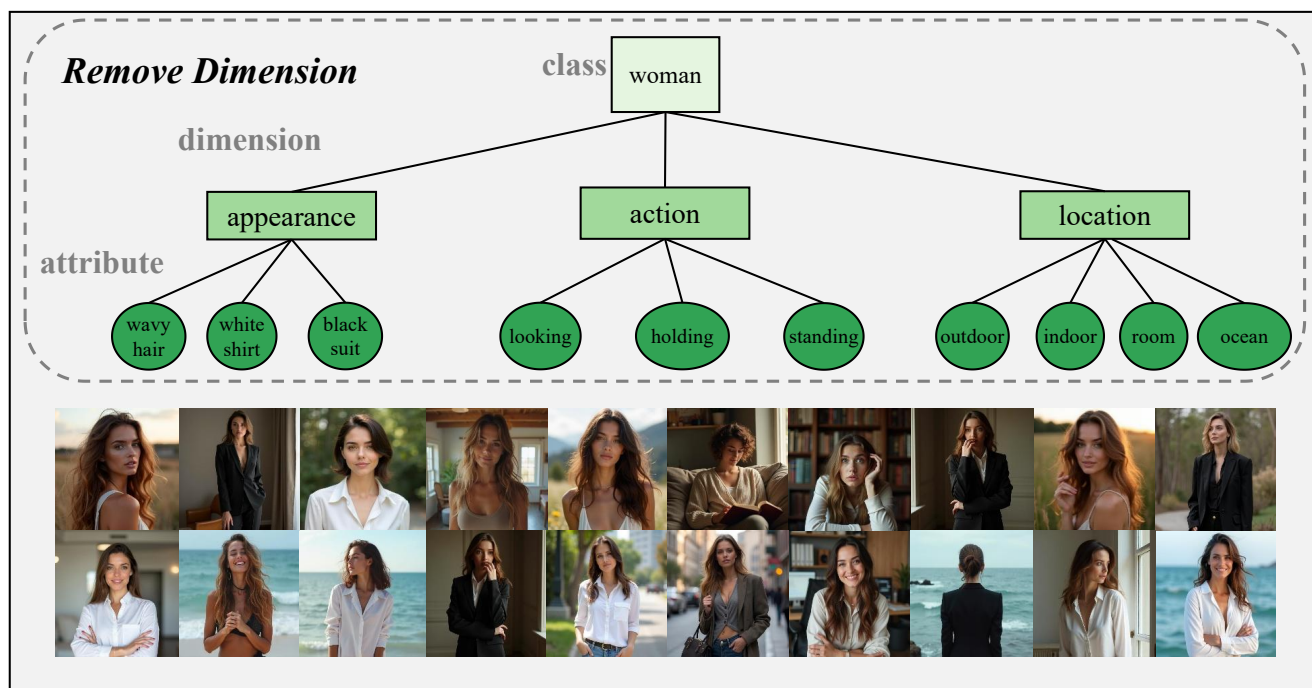 Remove Dimension
class
woman
dimension
appearance
action
location
attribute
wavy
hair
white
shirt
black
suit
looking
holding
standing
outdoor
indoor
room
ocean